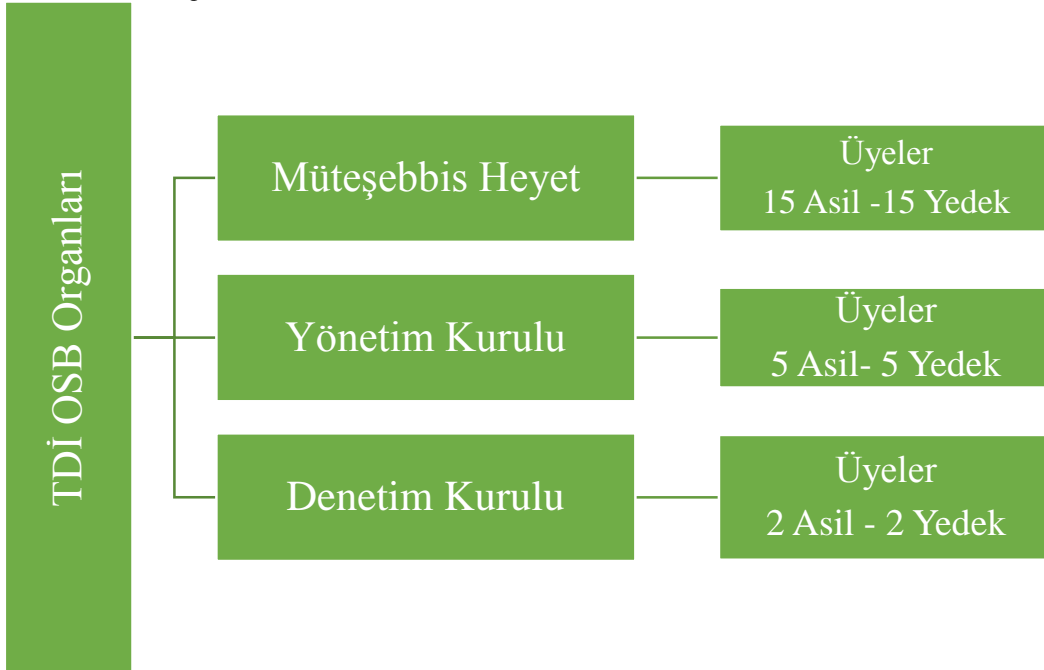 TDİ OSB Organları
Müteşebbis Heyet
Üyeler
15 Asil -15 Yedek
Yönetim Kurulu
Üyeler
5 Asil- 5 Yedek
Denetim Kurulu
Üyeler
2 Asil - 2 Yedek